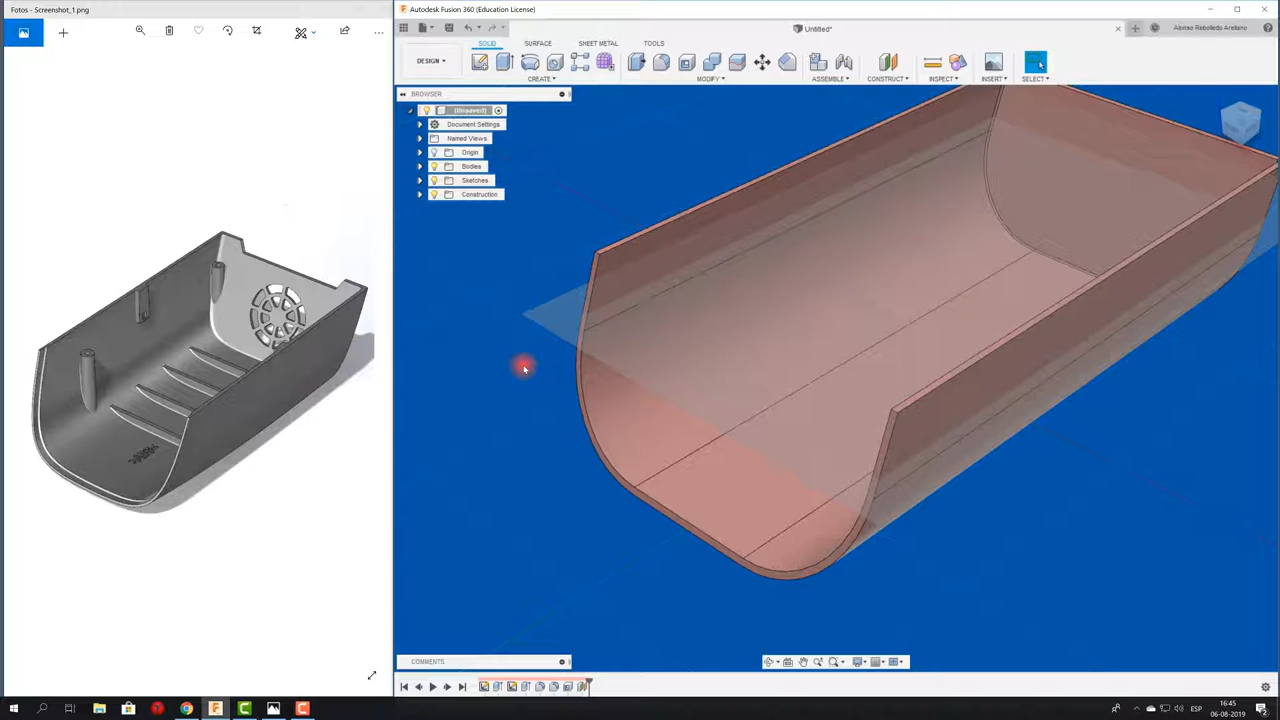 Fotos - Screenshot_1.png
Autodesk Fusion 360 (Education License)
Untitled*
Alonso Rebolledo Arellano
SOLID
SURFACE
SHEET METAL
TOOLS
DESIGN
CREATE
MODIFY
ASSEMBLE
CONSTRUCT
INSPECT
INSERT
SELECT
BROWSER
(Unsaved)
Document Settings
Named Views
Origin
Bodies
Sketches
Construction
COMMENTS
ESP
16:45
06-08-2019